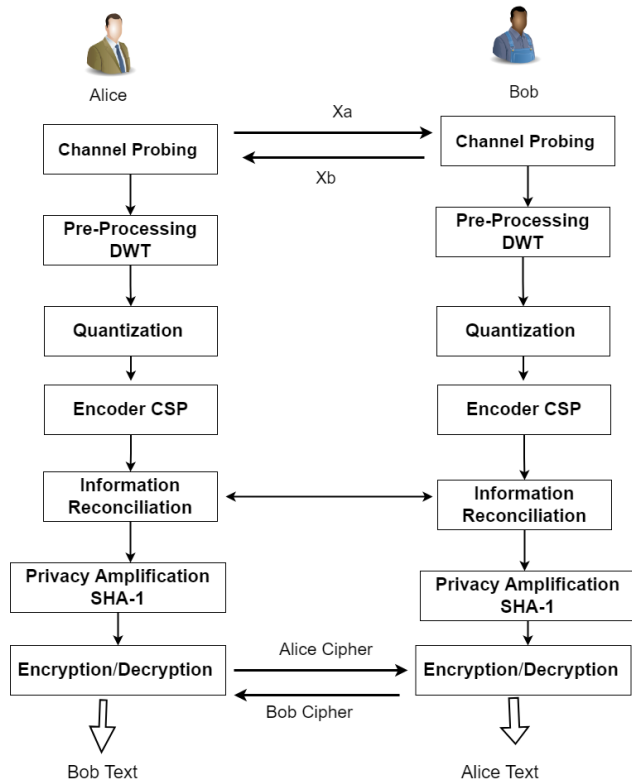 Alice
Bob
Xa
Channel Probing
Channel Probing
Xb
Pre-Processing
DWT
Pre-Processing
DWT
Quantization
Quantization
Encoder CSP
Encoder CSP
Information
Reconciliation
Information
Reconciliation
Privacy Amplification
SHA-1
Privacy Amplification
SHA-1
Alice Cipher
Encryption/Decryption
Encryption/Decryption
Bob Cipher
Bob Text
Alice Text